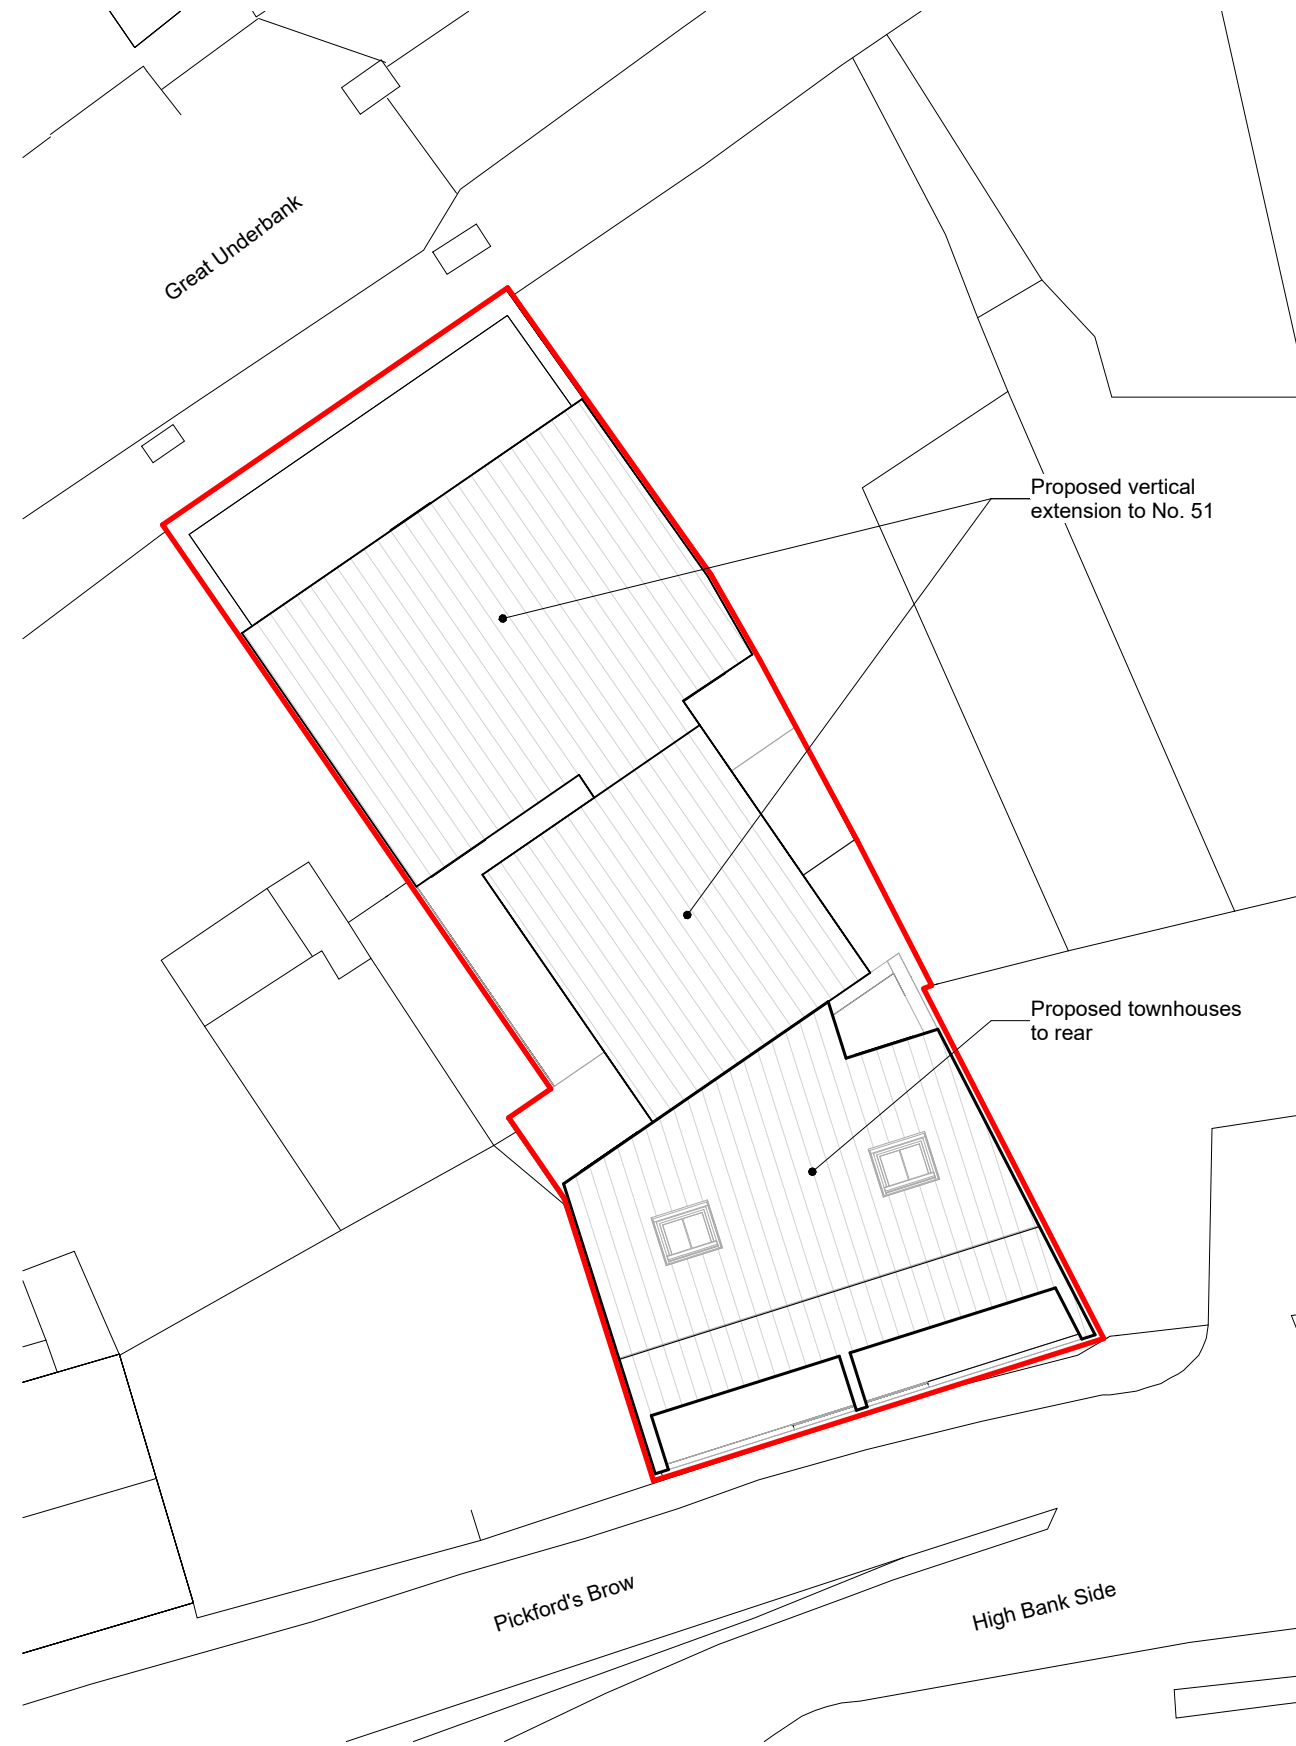 Great Underbank
Proposed vertical
extension to No. 51
Proposed townhouses
to rear
Pickford's Brow
High Bank Side